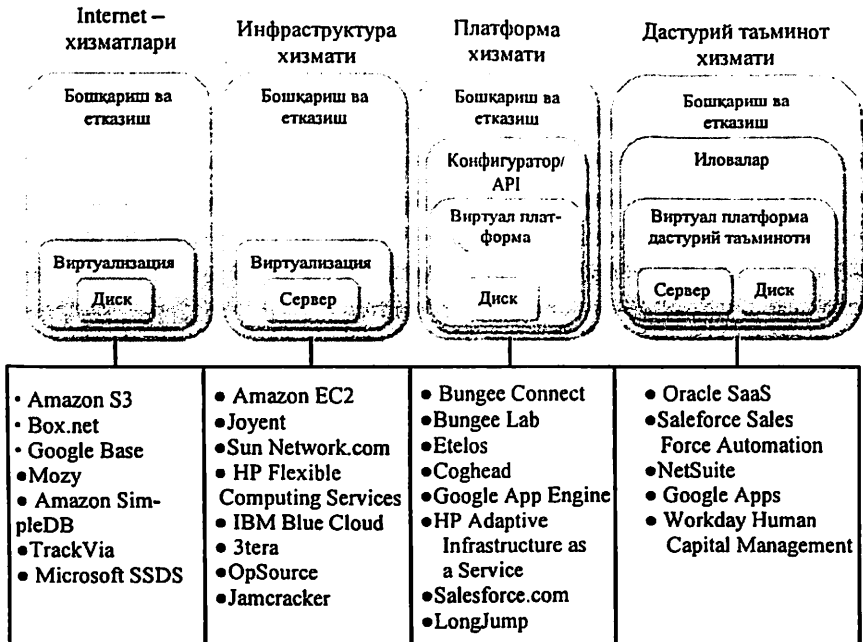 Internet –
хизматлари
Бошқариш ва
етказиш
Виртуализация
Диск
Инфраструктура
хизмати
Бошқариш ва
етказиш
Виртуализация
Сервер
Платформа
хизмати
Бошқариш ва
етказиш
Конфигуратор/
API
Виртуал плат-
форма
Диск
Дастурий таъминот
хизмати
Бошқариш ва
етказиш
Иловалар
Виртуал платформа
дастурий таъминоти
Сервер
Диск
• Amazon S3
• Box.net
• Google Base
• Mozy
• Amazon Sim-
pleDB
• TrackVia
• Microsoft SSDS
• Amazon EC2
• Joyent
• Sun Network.com
• HP Flexible
Computing Services
• IBM Blue Cloud
• 3tera
• OpSource
• Jamcracker
• Bungee Connect
• Bungee Lab
• Etelos
• Coghead
• Google App Engine
• HP Adaptive
Infrastructure as
a Service
• Salesforce.com
• LongJump
• Oracle SaaS
• Saleforce Sales
Force Automation
• NetSuite
• Google Apps
• Workday Human
Capital Management